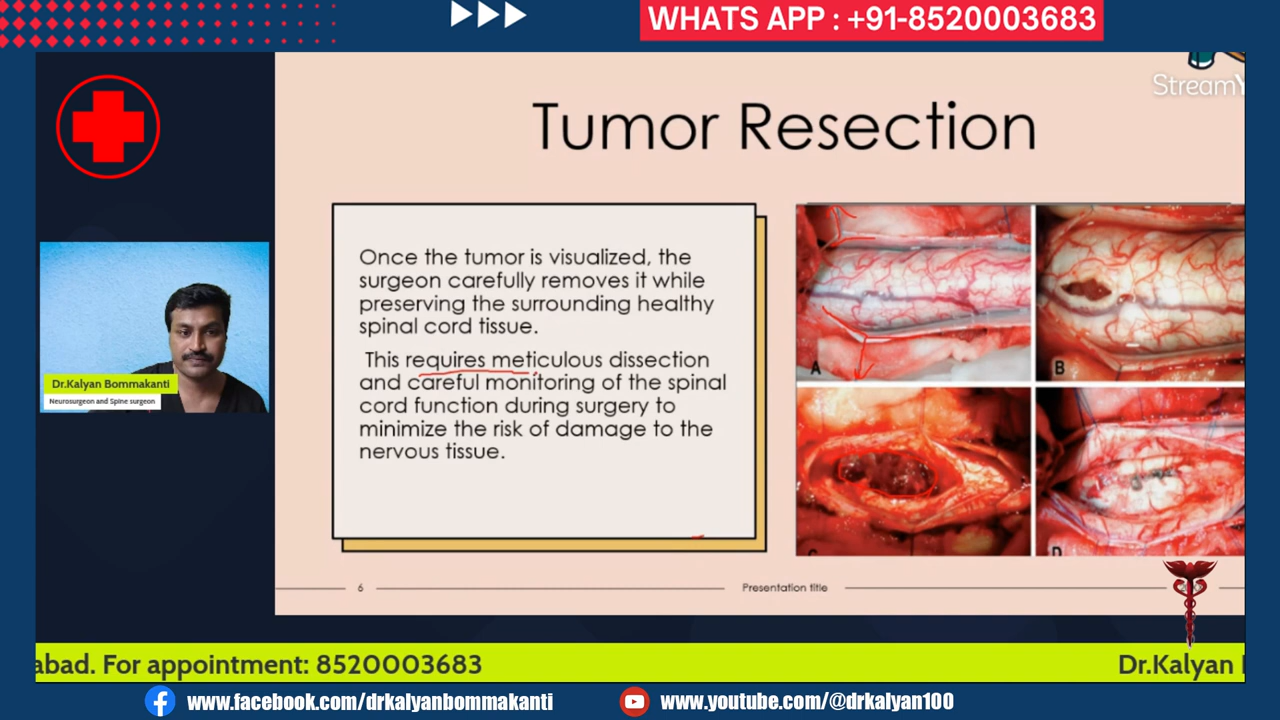 WHATS APP : +91-8520003683
StreamY
Tumor Resection
Once the tumor is visualized, the
surgeon carefully removes it while
preserving the surrounding healthy
spinal cord tissue.
This requires meticulous dissection
and careful monitoring of the spinal
cord function during surgery to
minimize the risk of damage to the
nervous tissue.
A
B
C
D
Dr.Kalyan Bommakanti
Neurosurgeon and Spine surgeon
6
Presentation title
abad. For appointment: 8520003683
Dr.Kalyan
www.facebook.com/drkalyanbommakanti
www.youtube.com/@drkalyan100